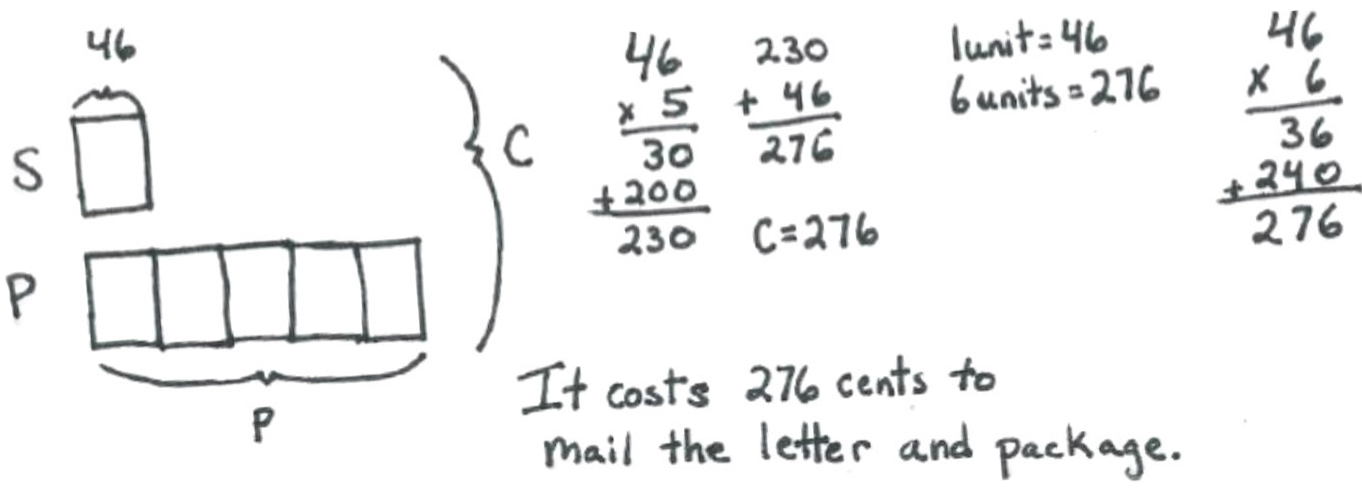 46
S
P
P
C
46
x 5
30
+200
230
230
+ 46
276
C=276
1unit=46
6units=276
46
x 6
36
+240
276
It costs 276 cents to
mail the letter and package.